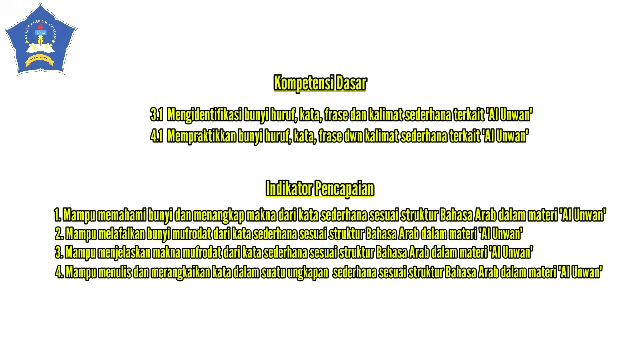 Kompetensi Dasar
3.1 Mengidentifikasi bunyi huruf, kata, frase dan kalimat sederhana terkait 'Al Unwan'
4.1 Mempraktikkan bunyi huruf, kata, frase dwn kalimat sederhana terkait 'Al Unwan'
Indikator Pencapaian
1. Mampu memahami bunyi dan menangkap makna dari kata sederhana sesuai struktur Bahasa Arab dalam materi 'Al Unwan'
2. Mampu melafalkan bunyi mufrodat dari kata sederhana sesuai struktur Bahasa Arab dalam materi 'Al Unwan'
3. Mampu menjelaskan makna mufrodat dari kata sederhana sesuai struktur Bahasa Arab dalam materi 'Al Unwan'
4. Mampu menulis dan merangkaikan kata dalam suatu ungkapan sederhana sesuai struktur Bahasa Arab dalam materi 'Al Unwan'